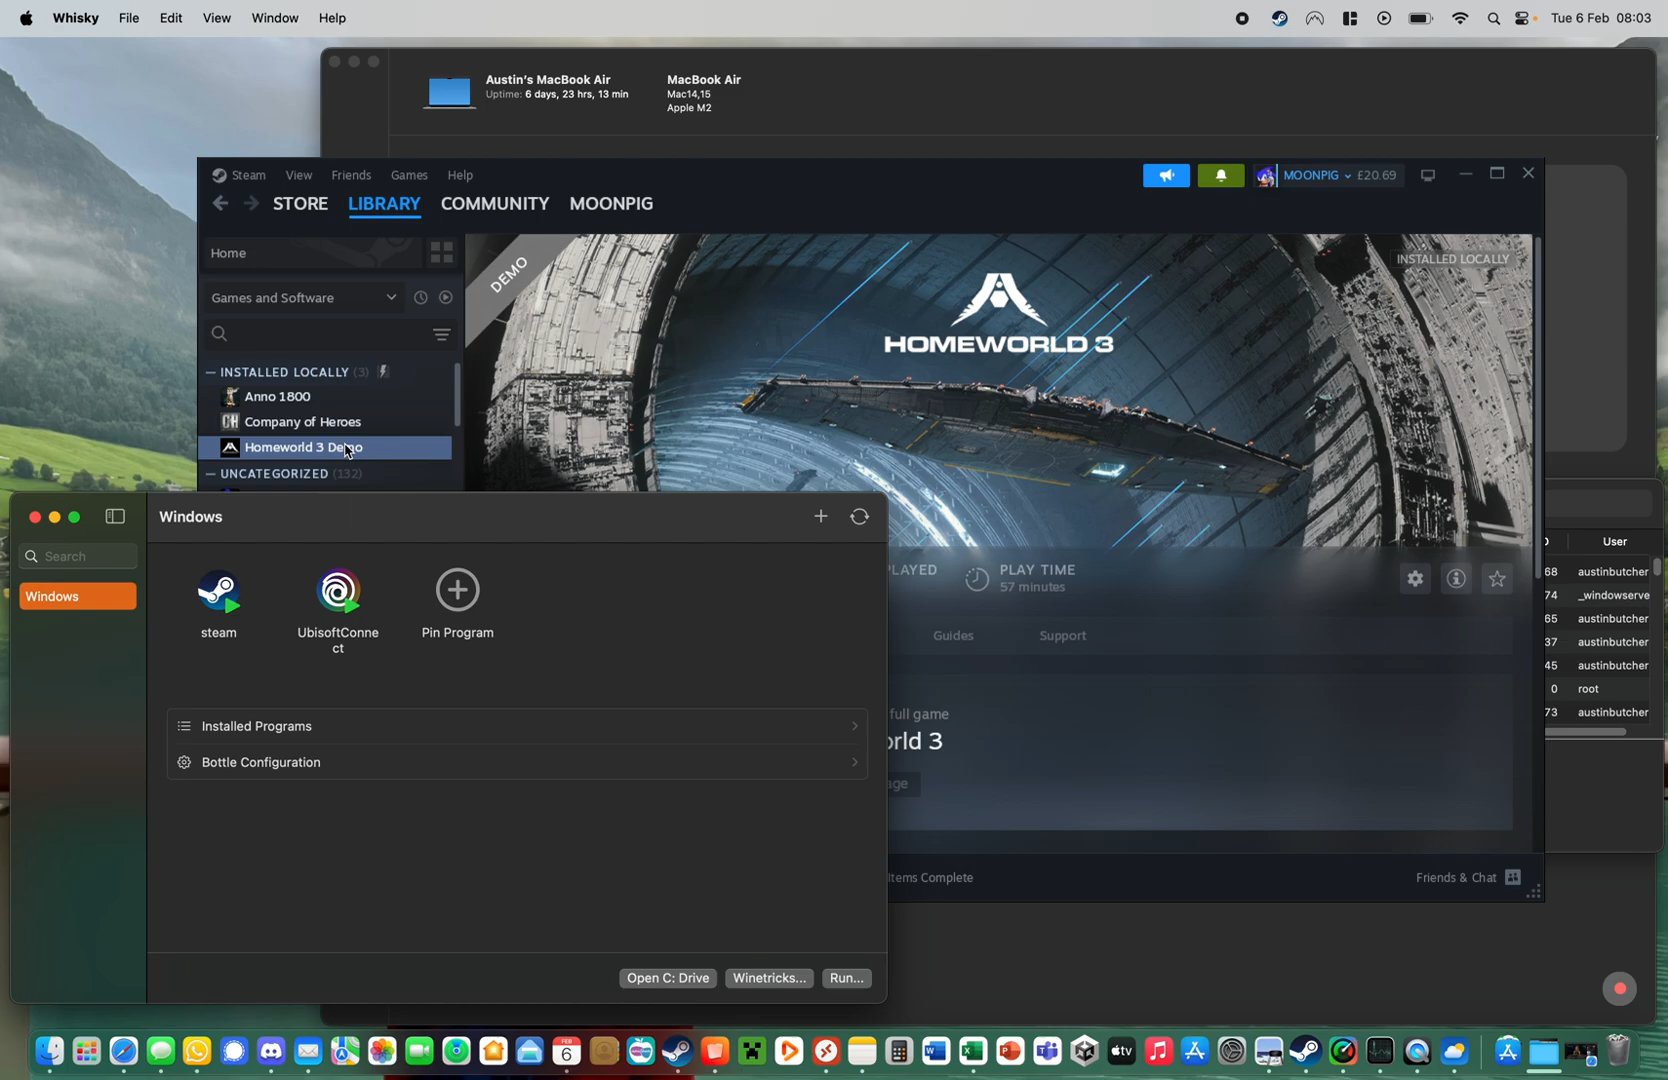 Whisky File Edit View Window Help
Tue 6 Feb 08:03
Austin's MacBook Air
Uptime: 6 days, 23 hrs, 13 min
MacBook Air
Mac14,15
Apple M2
Steam View Friends Games Help
MOONPIG £20.69
STORE LIBRARY COMMUNITY MOONPIG
Home
Games and Software
INSTALLED LOCALLY (3)
Anno 1800
Company of Heroes
Homeworld 3 Demo
UNCATEGORIZED (132)
DEMO
INSTALLED LOCALLY
HOMEWORLD 3
LAYED
PLAY TIME
57 minutes
Guides Support
full game
orld 3
age
Items Complete
Friends & Chat
Windows
Search
Windows
steam
UbisoftConne
ct
Pin Program
Installed Programs
Bottle Configuration
Open C: Drive Winetricks... Run...
D User
68 austinbutcher
74 _windowserve
65 austinbutcher
37 austinbutcher
45 austinbutcher
0 root
73 austinbutcher
FEB
6
tv